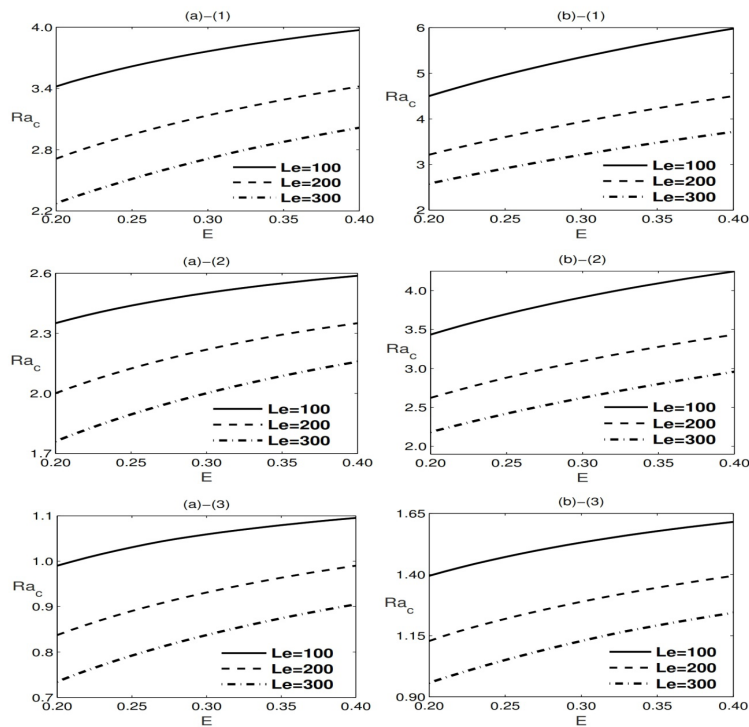 (a)−(1)
4.0
3.4
Ra_c
2.8
2.2
Le=100
Le=200
Le=300
0.20 0.25 0.30 0.35 0.40
E
(b)−(1)
6
5
Ra_c
4
3
2
Le=100
Le=200
Le=300
0.20 0.25 0.30 0.35 0.40
E
(a)−(2)
2.6
2.3
Ra_c
2.0
1.7
Le=100
Le=200
Le=300
0.20 0.25 0.30 0.35 0.40
E
(b)−(2)
4.0
3.5
Ra_c
3.0
2.5
2.0
Le=100
Le=200
Le=300
0.20 0.25 0.30 0.35 0.40
E
(a)−(3)
1.1
1.0
Ra_c
0.9
0.8
0.7
Le=100
Le=200
Le=300
0.20 0.25 0.30 0.35 0.40
E
(b)−(3)
1.65
1.40
Ra_c
1.15
0.90
Le=100
Le=200
Le=300
0.20 0.25 0.30 0.35 0.40
E